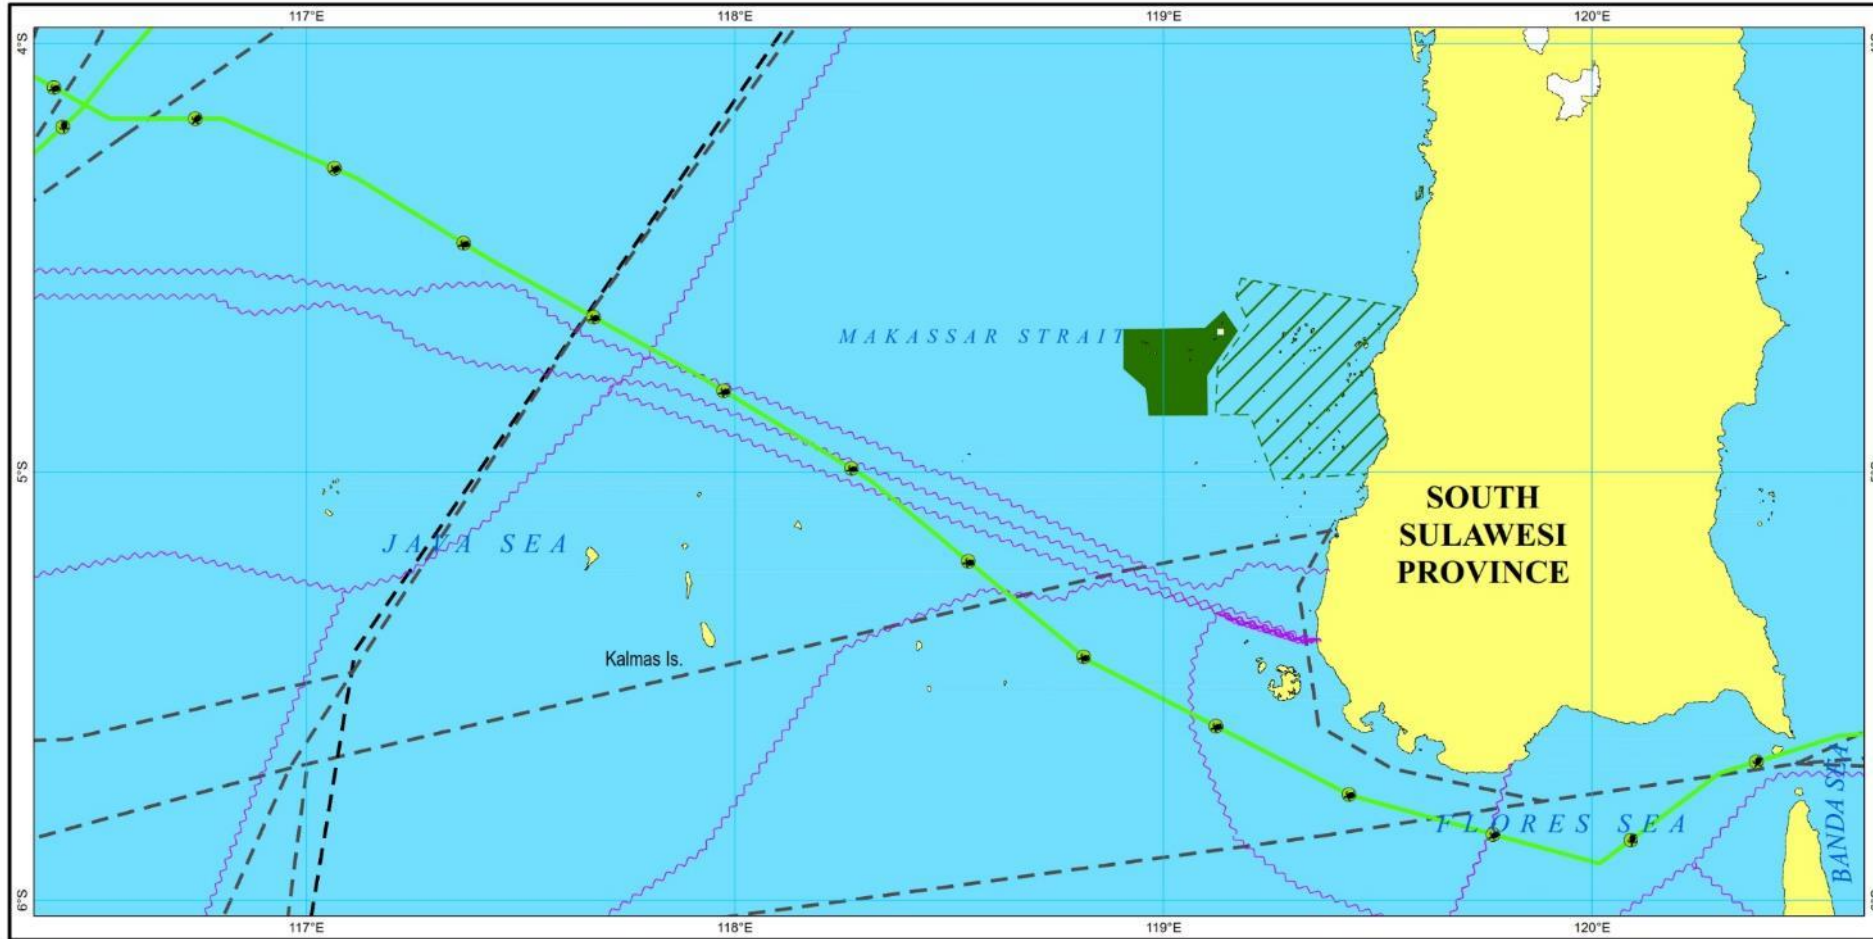 117°E
118°E
119°E
120°E
4°S
MAKASSAR STRAIT
5°S
SOUTH
SULAWESI
PROVINCE
JAVA SEA
Kalmas Is.
FLORES SEA
BANDA SEA
6°S
117°E
118°E
119°E
120°E